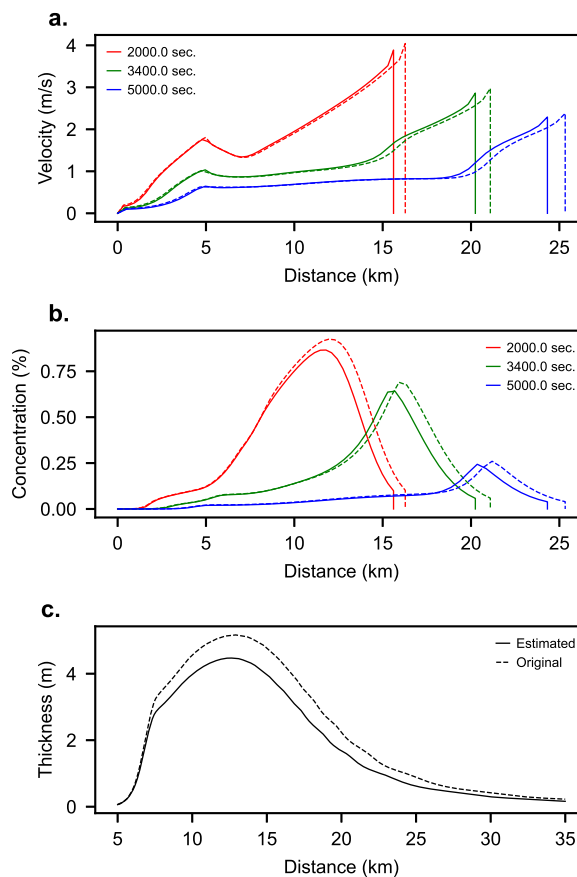 a.
4
3
2
1
0
Velocity (m/s)
2000.0 sec.
3400.0 sec.
5000.0 sec.
0 5 10 15 20 25
Distance (km)
b.
0.75
0.50
0.25
0.00
Concentration (%)
2000.0 sec.
3400.0 sec.
5000.0 sec.
0 5 10 15 20 25
Distance (km)
c.
4
2
0
Thickness (m)
Estimated
Original
5 10 15 20 25 30 35
Distance (km)